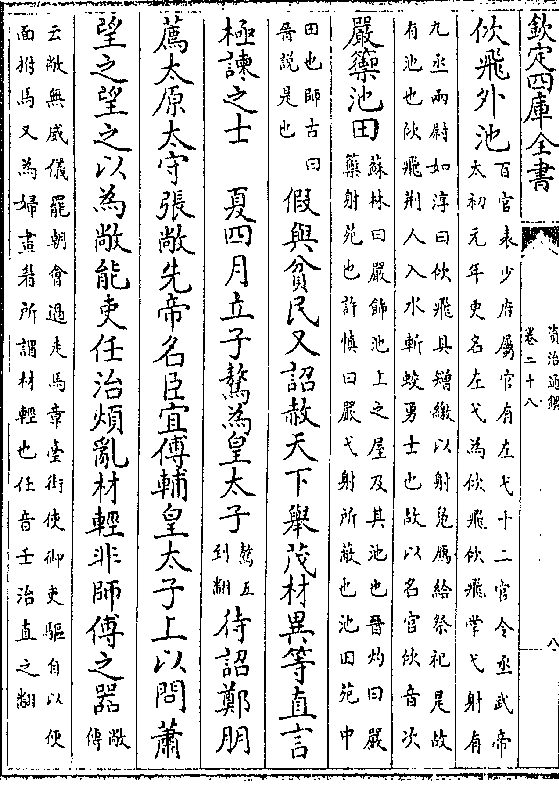 欽定四庫全書
資治通鑑
卷二十八
八
佽飛外池
百官表少府屬官有左弋十二官令丞武帝
太初元年更名左弋為佽飛佽飛掌弋射有
九丞兩尉如淳曰佽飛具矰繳以射鳧鴈給祭祀是故
有池也佽飛荆人入水斬蛟勇士也故以名官佽音次
嚴籞池田
蘇林曰嚴飾池上之屋及其池也晉灼曰嚴
籞射苑也許慎曰嚴弋射所蔽也池田苑中
田也師古曰
晉說是也
假與貧民又詔赦天下舉茂材異等直言
極諫之士　夏四月立子驁為皇太子
驁五
到翻
待詔鄭朋
薦太原太守張敞先帝名臣宜傅輔皇太子上以問蕭
望之望之以為敞能吏任治煩亂材輕非師傅之器
敞
傳
云敞無威儀罷朝會過走馬章臺街使御吏驅自以便
面拊馬又為婦畫眉所謂材輕也任音壬治直之翻